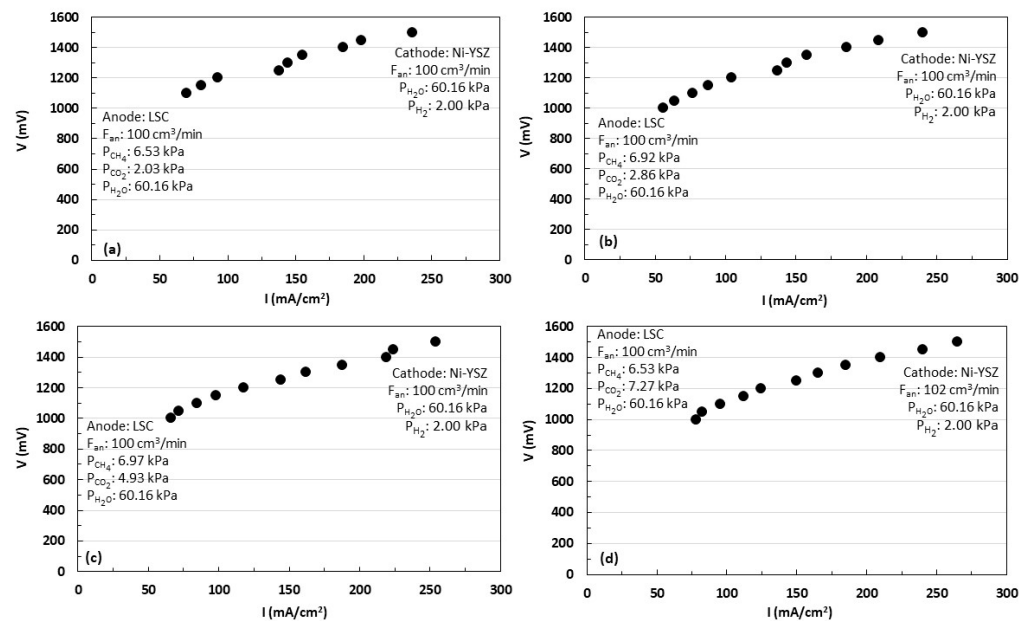 1600
1400
1200
1000
800
600
400
200
0
V (mV)
Cathode: Ni-YSZ
Fan: 100 cm³/min
PH₂O: 60.16 kPa
PH₂: 2.00 kPa
Anode: LSC
Fan: 100 cm³/min
PCH₄: 6.53 kPa
PCO₂: 2.03 kPa
PH₂O: 60.16 kPa
(a)
0 50 100 150 200 250 300
I (mA/cm²)
1600
1400
1200
1000
800
600
400
200
0
V (mV)
Cathode: Ni-YSZ
Fan: 100 cm³/min
PH₂O: 60.16 kPa
PH₂: 2.00 kPa
Anode: LSC
Fan: 100 cm³/min
PCH₄: 6.92 kPa
PCO₂: 2.86 kPa
PH₂O: 60.16 kPa
(b)
0 50 100 150 200 250 300
I (mA/cm²)
1600
1400
1200
1000
800
600
400
200
0
V (mV)
Cathode: Ni-YSZ
Fan: 100 cm³/min
PH₂O: 60.16 kPa
PH₂: 2.00 kPa
Anode: LSC
Fan: 100 cm³/min
PCH₄: 6.97 kPa
PCO₂: 4.93 kPa
PH₂O: 60.16 kPa
(c)
0 50 100 150 200 250 300
I (mA/cm²)
1600
1400
1200
1000
800
600
400
200
0
V (mV)
Anode: LSC
Fan: 100 cm³/min
PCH₄: 6.53 kPa
PCO₂: 7.27 kPa
PH₂O: 60.16 kPa
Cathode: Ni-YSZ
Fan: 102 cm³/min
PH₂O: 60.16 kPa
PH₂: 2.00 kPa
(d)
0 50 100 150 200 250 300
I (mA/cm²)